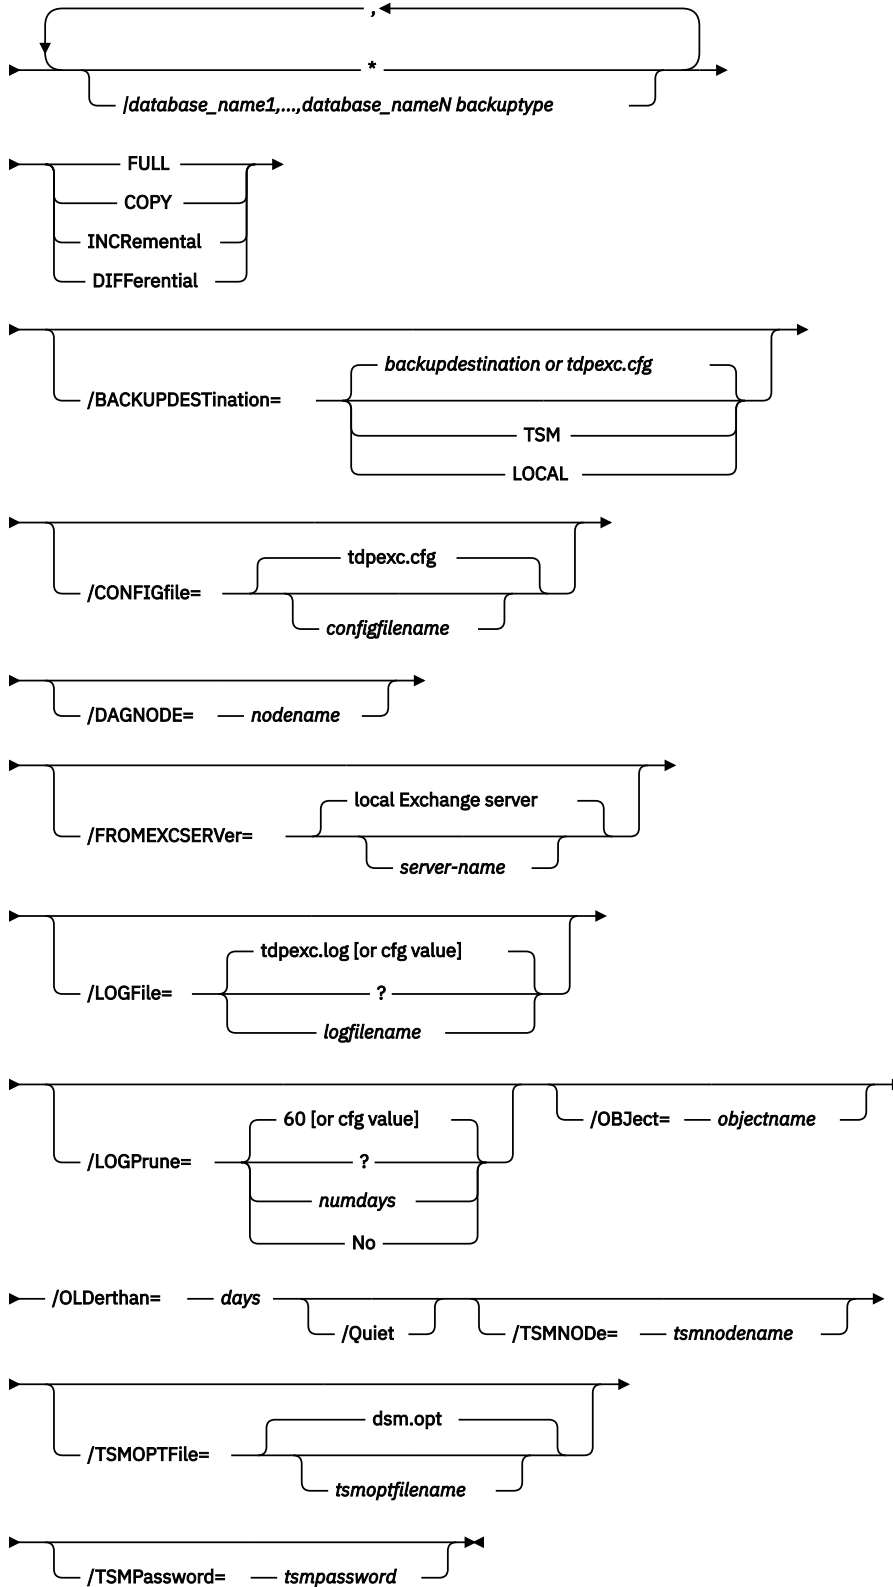 ,
*
|database_name1,...,database_nameN backuptype
FULL
COPY
INCRemental
DIFFerential
backupdestination or tdpexc.cfg
/BACKUPDESTination=
TSM
LOCAL
tdpexc.cfg
/CONFIGfile=
configfilename
/DAGNODE= nodename
local Exchange server
/FROMEXCSERVer=
server-name
tdpexc.log [or cfg value]
/LOGFile= ?
logfilename
60 [or cfg value] /OBJect= objectname
/LOGPrune= ?
numdays
No
/OLDerthan= days
/Quiet /TSMNODe= tsmnodename
dsm.opt
/TSMOPTFile=
tsmoptfilename
/TSMPassword= tsmpassword